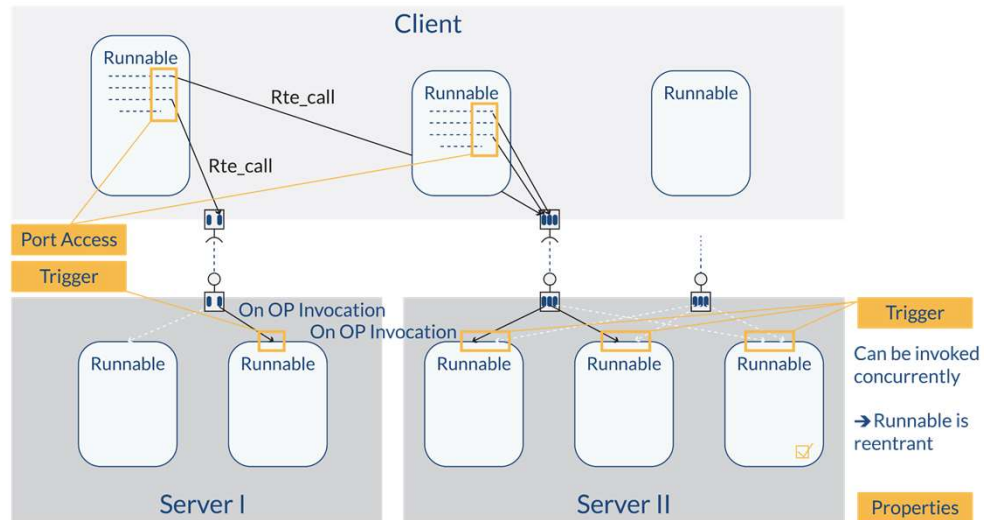 Client
Runnable
Runnable
Runnable
Rte_call
Rte_call
Port Access
Trigger
On OP Invocation
On OP Invocation
Trigger
Runnable
Runnable
Runnable
Runnable
Runnable
Can be invoked
concurrently
➔ Runnable is
reentrant
Server I
Server II
Properties